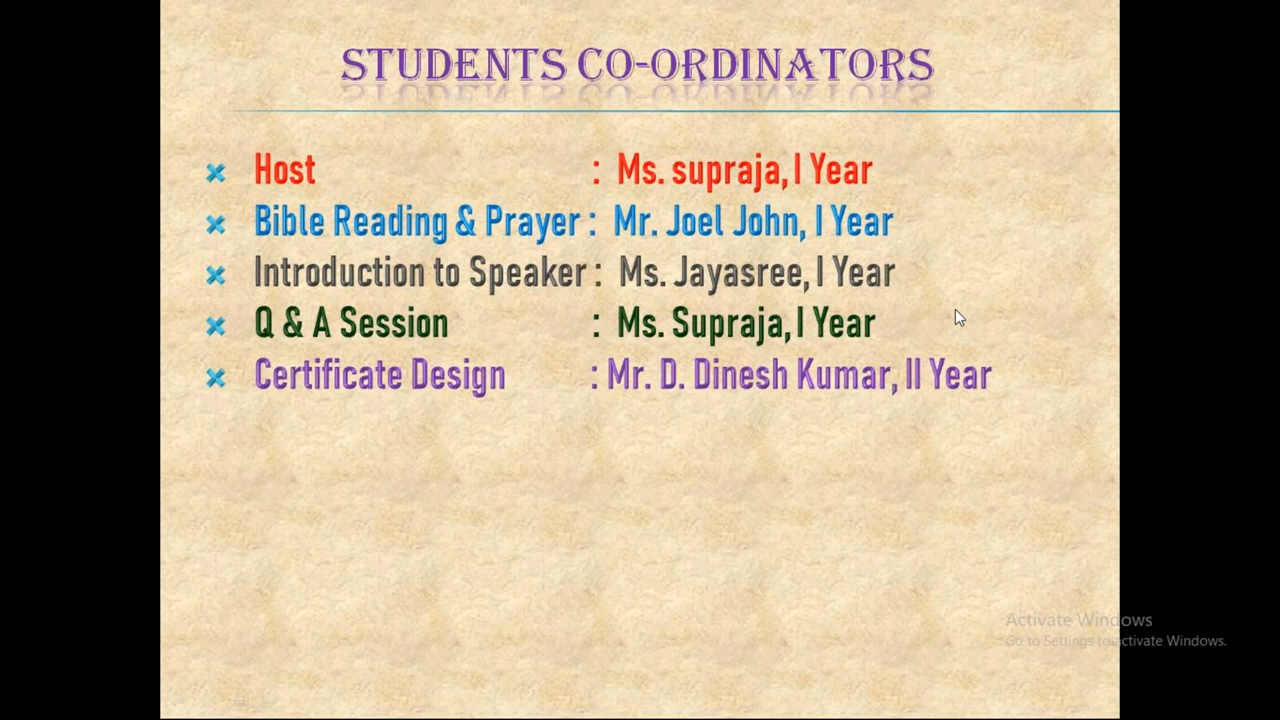 STUDENTS CO-ORDINATORS
Host : Ms. supraja, I Year
Bible Reading & Prayer : Mr. Joel John, I Year
Introduction to Speaker : Ms. Jayasree, I Year
Q & A Session : Ms. Supraja, I Year
Certificate Design : Mr. D. Dinesh Kumar, II Year
Activate Windows
Go to Settings to activate Windows.